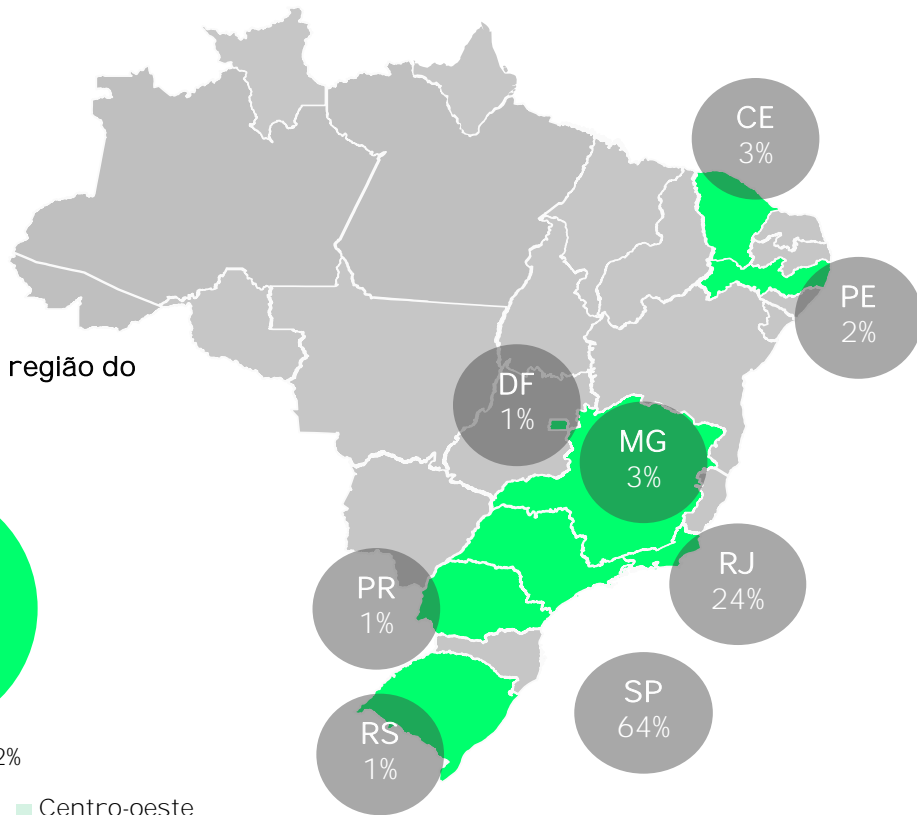 CE
3%
PE
2%
região do
DF
1%
MG
3%
RJ
24%
PR
1%
SP
64%
RS
1%
2%
Centro-oeste